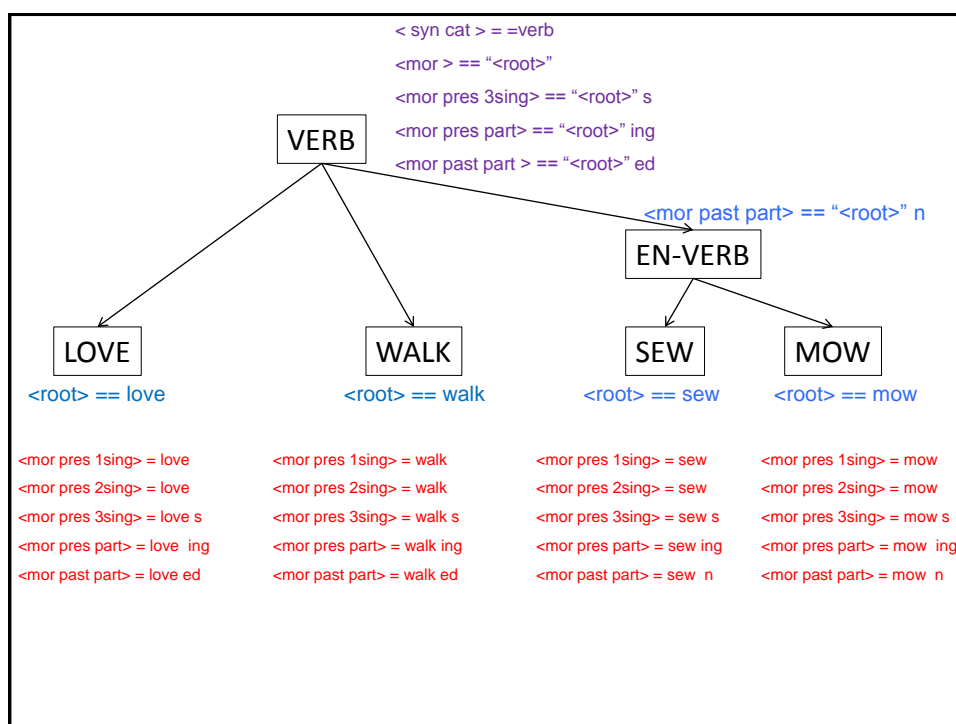 < syn cat > = =verb
<mor > == “<root>”
<mor pres 3sing> == “<root>” s
<mor pres part> == “<root>” ing
<mor past part > == “<root>” ed
VERB
<mor past part> == “<root>” n
EN-VERB
LOVE
WALK
SEW
MOW
<root> == love
<root> == walk
<root> == sew
<root> == mow
<mor pres 1sing> = love
<mor pres 2sing> = love
<mor pres 3sing> = love s
<mor pres part> = love  ing
<mor past part> = love ed
<mor pres 1sing> = walk
<mor pres 2sing> = walk
<mor pres 3sing> = walk s
<mor pres part> = walk ing
<mor past part> = walk ed
<mor pres 1sing> = sew
<mor pres 2sing> = sew
<mor pres 3sing> = sew s
<mor pres part> = sew ing
<mor past part> = sew  n
<mor pres 1sing> = mow
<mor pres 2sing> = mow
<mor pres 3sing> = mow s
<mor pres part> = mow  ing
<mor past part> = mow  n